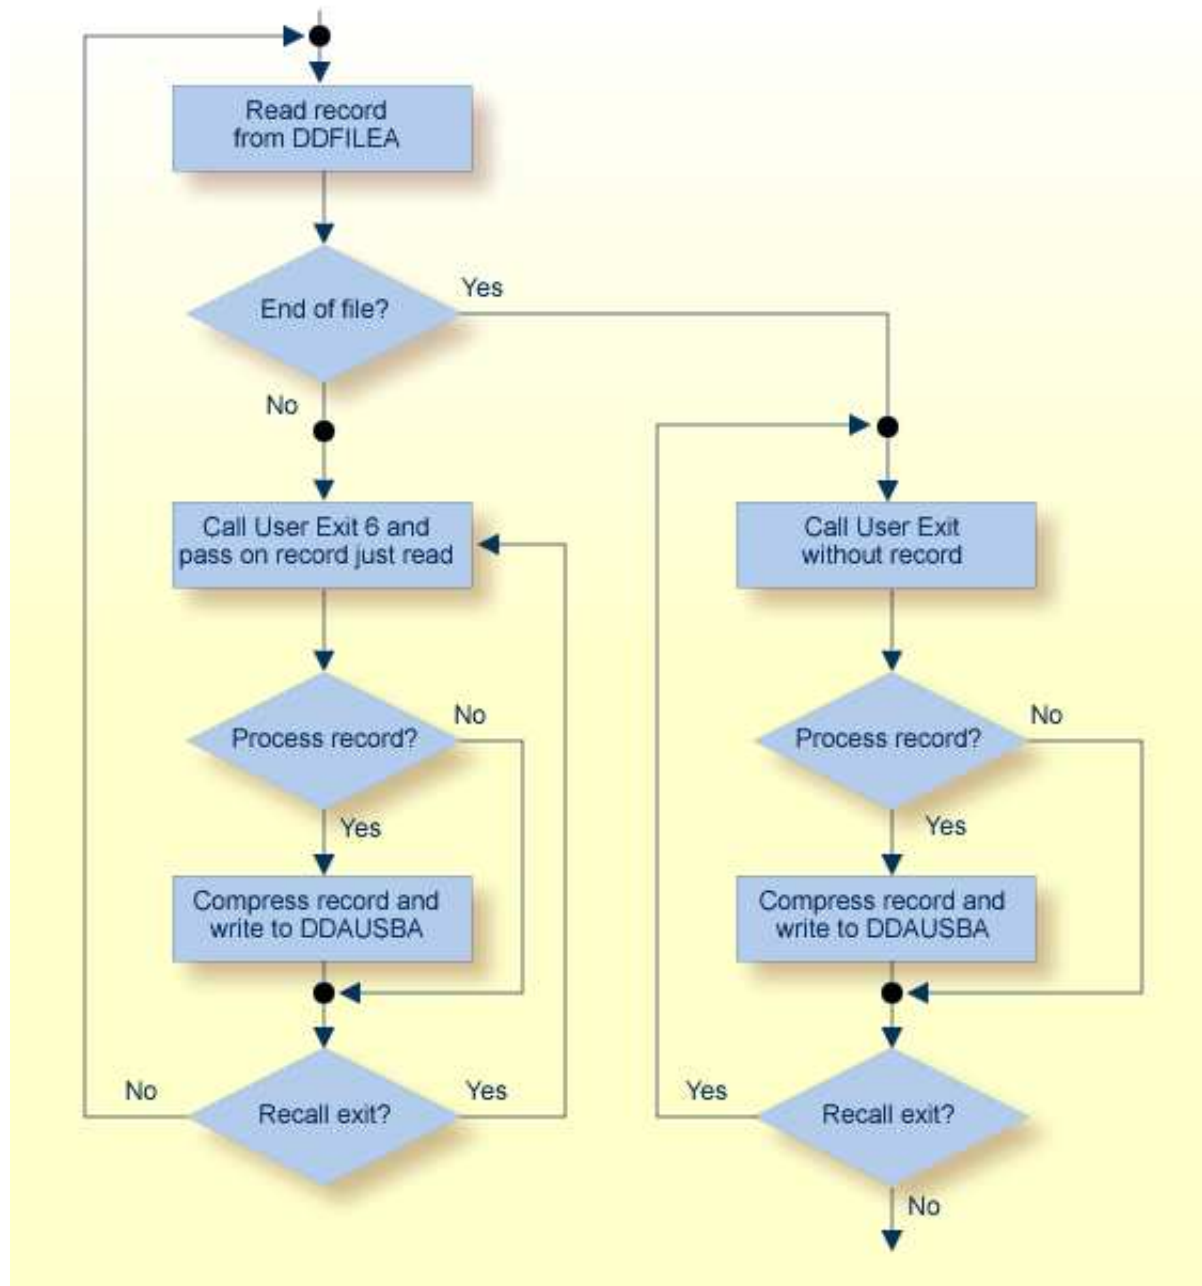 Read record
from DDFILEA
End of file?
Yes
No
Call User Exit 6 and
pass on record just read
Process record?
No
Yes
Compress record and
write to DDAUSBA
Recall exit?
No
Yes
Call User Exit
without record
Process record?
No
Yes
Compress record and
write to DDAUSBA
Recall exit?
Yes
No